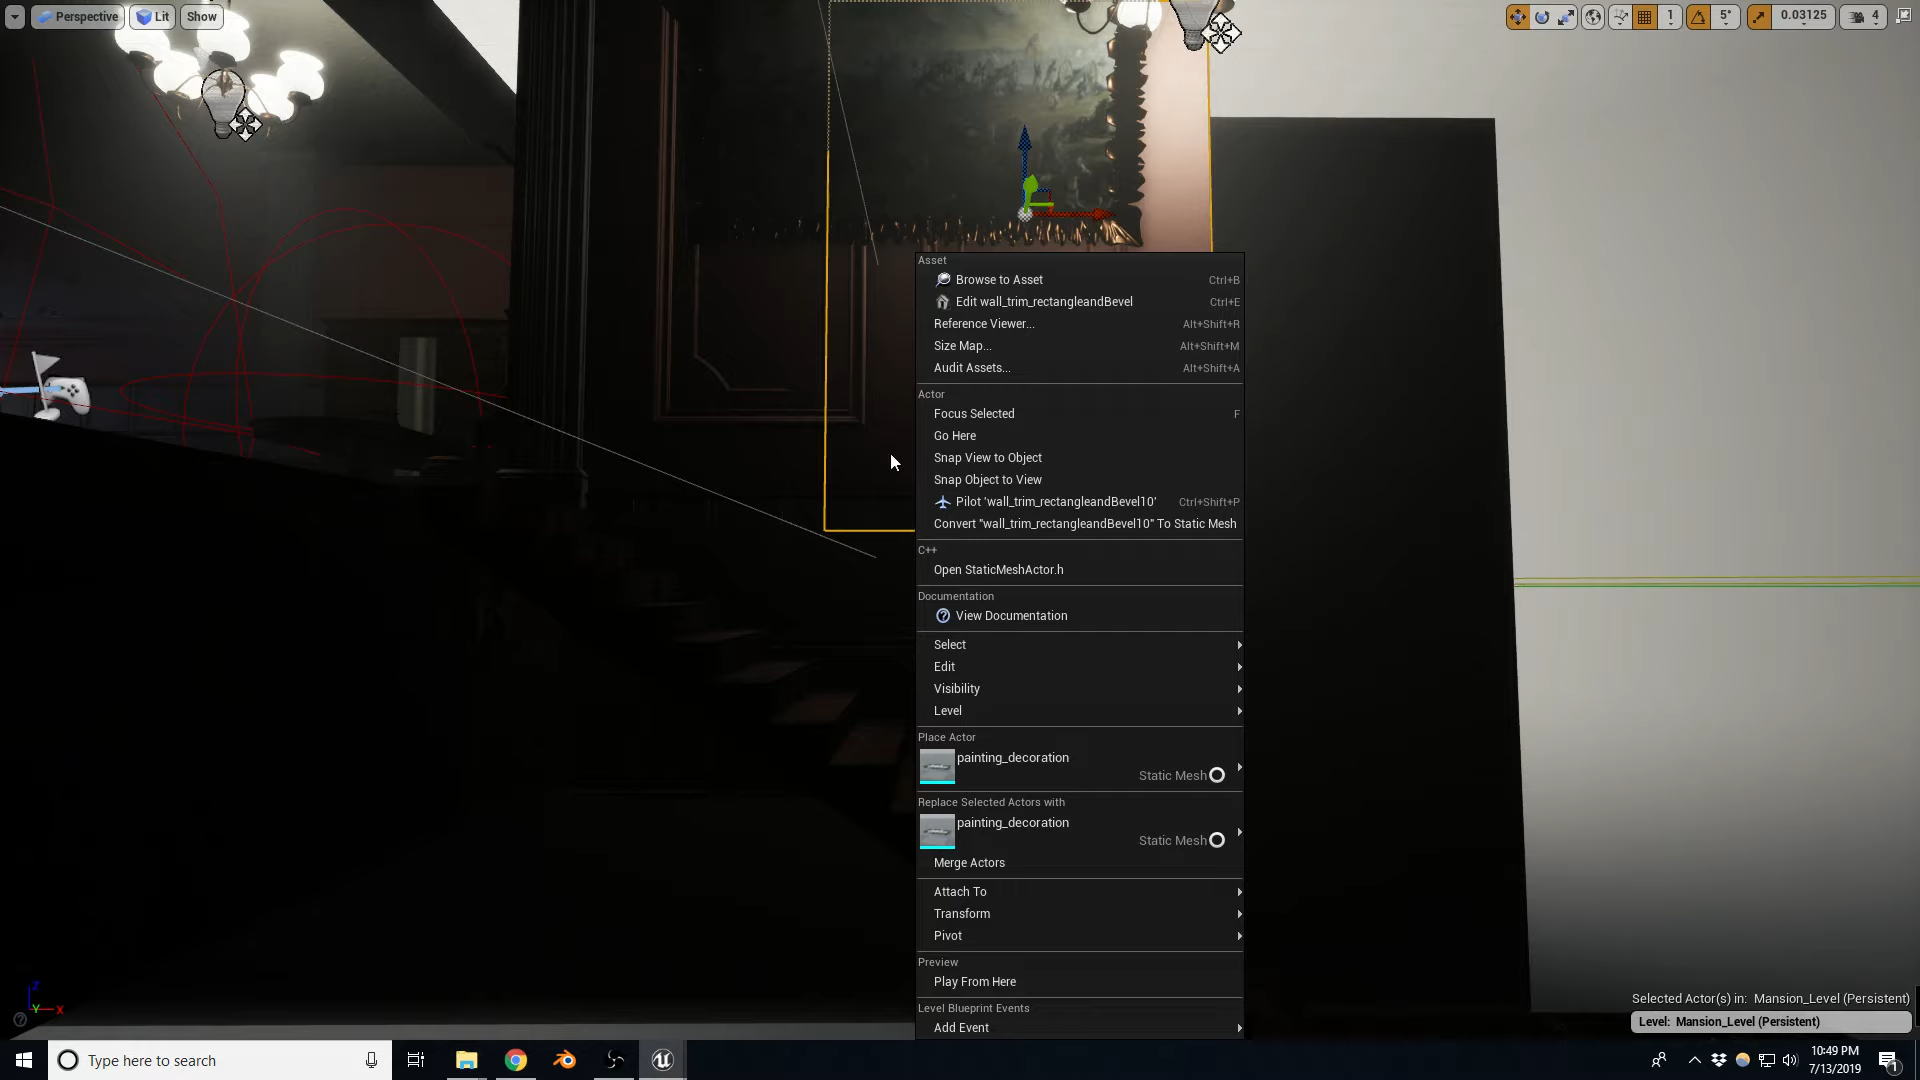 Perspective Lit Show 1 5° 0.03125 4
Asset
Browse to Asset Ctrl+B
Edit wall_trim_rectangleandBevel Ctrl+E
Reference Viewer... Alt+Shift+R
Size Map... Alt+Shift+M
Audit Assets... Alt+Shift+A
Actor
Focus Selected F
Go Here
Snap View to Object
Snap Object to View
Pilot 'wall_trim_rectangleandBevel10' Ctrl+Shift+P
Convert "wall_trim_rectangleandBevel10" To Static Mesh
C++
Open StaticMeshActor.h
Documentation
View Documentation
Select
Edit
Visibility
Level
Place Actor
painting_decoration
Static Mesh
Replace Selected Actors with
painting_decoration
Static Mesh
Merge Actors
Attach To
Transform
Pivot
Preview
Play From Here
Level Blueprint Events
Add Event
Z
Y X
Selected Actor(s) in: Mansion_Level (Persistent)
Level: Mansion_Level (Persistent)
Type here to search
10:49 PM
7/13/2019
1